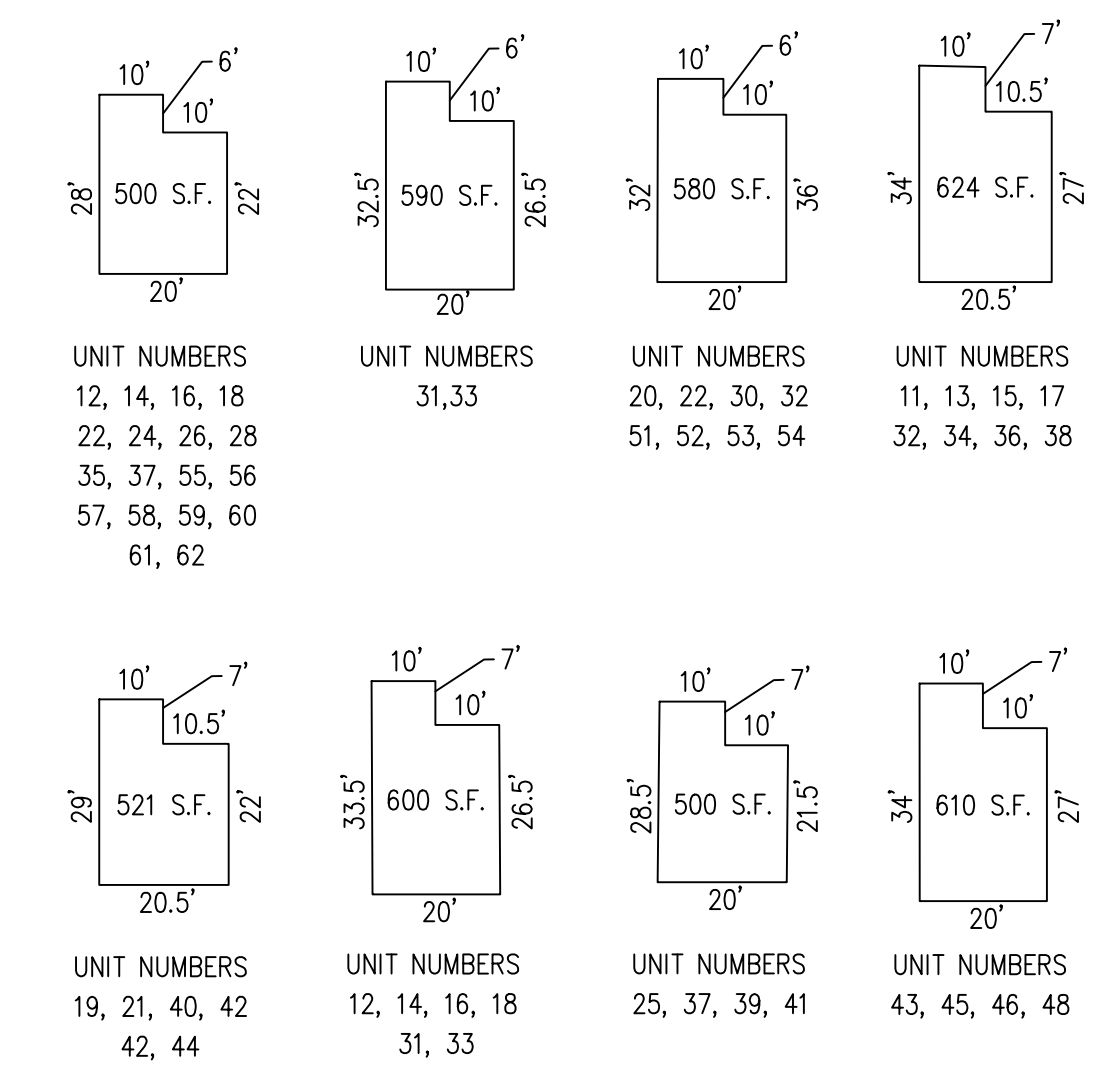 10'
6'
10'
28'
500 S.F.
22'
20'
UNIT NUMBERS
12, 14, 16, 18
22, 24, 26, 28
35, 37, 55, 56
57, 58, 59, 60
61, 62
10'
6'
10'
32.5'
590 S.F.
26.5'
20'
UNIT NUMBERS
31,33
10'
6'
10'
32'
580 S.F.
36'
20'
UNIT NUMBERS
20, 22, 30, 32
51, 52, 53, 54
10'
7'
10.5'
34'
624 S.F.
27'
20.5'
UNIT NUMBERS
11, 13, 15, 17
32, 34, 36, 38
10'
7'
10.5'
29'
521 S.F.
22'
20.5'
UNIT NUMBERS
19, 21, 40, 42
42, 44
10'
7'
10'
33.5'
600 S.F.
26.5'
20'
UNIT NUMBERS
12, 14, 16, 18
31, 33
10'
7'
10'
28.5'
500 S.F.
21.5'
20'
UNIT NUMBERS
25, 37, 39, 41
10'
7'
10'
34'
610 S.F.
27'
20'
UNIT NUMBERS
43, 45, 46, 48